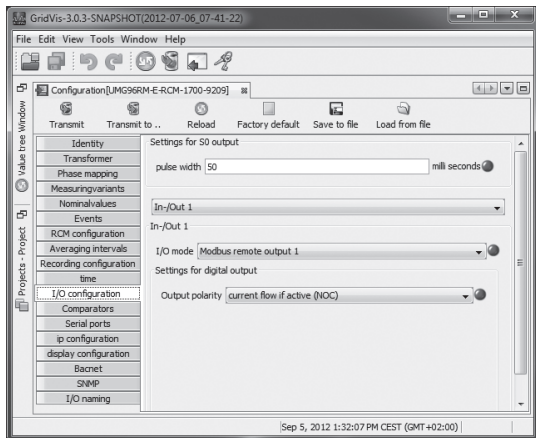 GridVis-3.0.3-SNAPSHOT(2012-07-06_07-41-22)
File Edit View Tools Window Help
Configuration[UMG96RM-E-RCM-1700-9209]
Transmit Transmit to .. Reload Factory default Save to file Load from file
Value tree Window
Projects - Project
Identity
Transformer
Phase mapping
Measuringvariants
Nominalvalues
Events
RCM configuration
Averaging intervals
Recording configuration
time
I/O configuration
Comparators
Serial ports
ip configuration
display configuration
Bacnet
SNMP
I/O naming
Settings for S0 output
pulse width 50 milli seconds
In-/Out 1
In-/Out 1
I/O mode Modbus remote output 1
Settings for digital output
Output polarity current flow if active (NOC)
Sep 5, 2012 1:32:07 PM CEST (GMT+02:00)